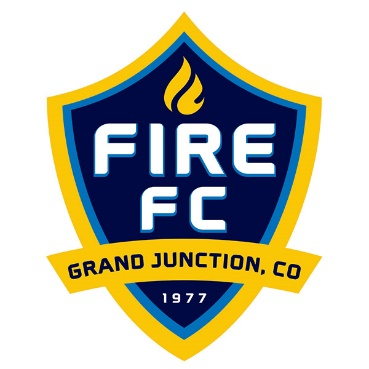 FIRE
FC
GRAND JUNCTION, CO
1977